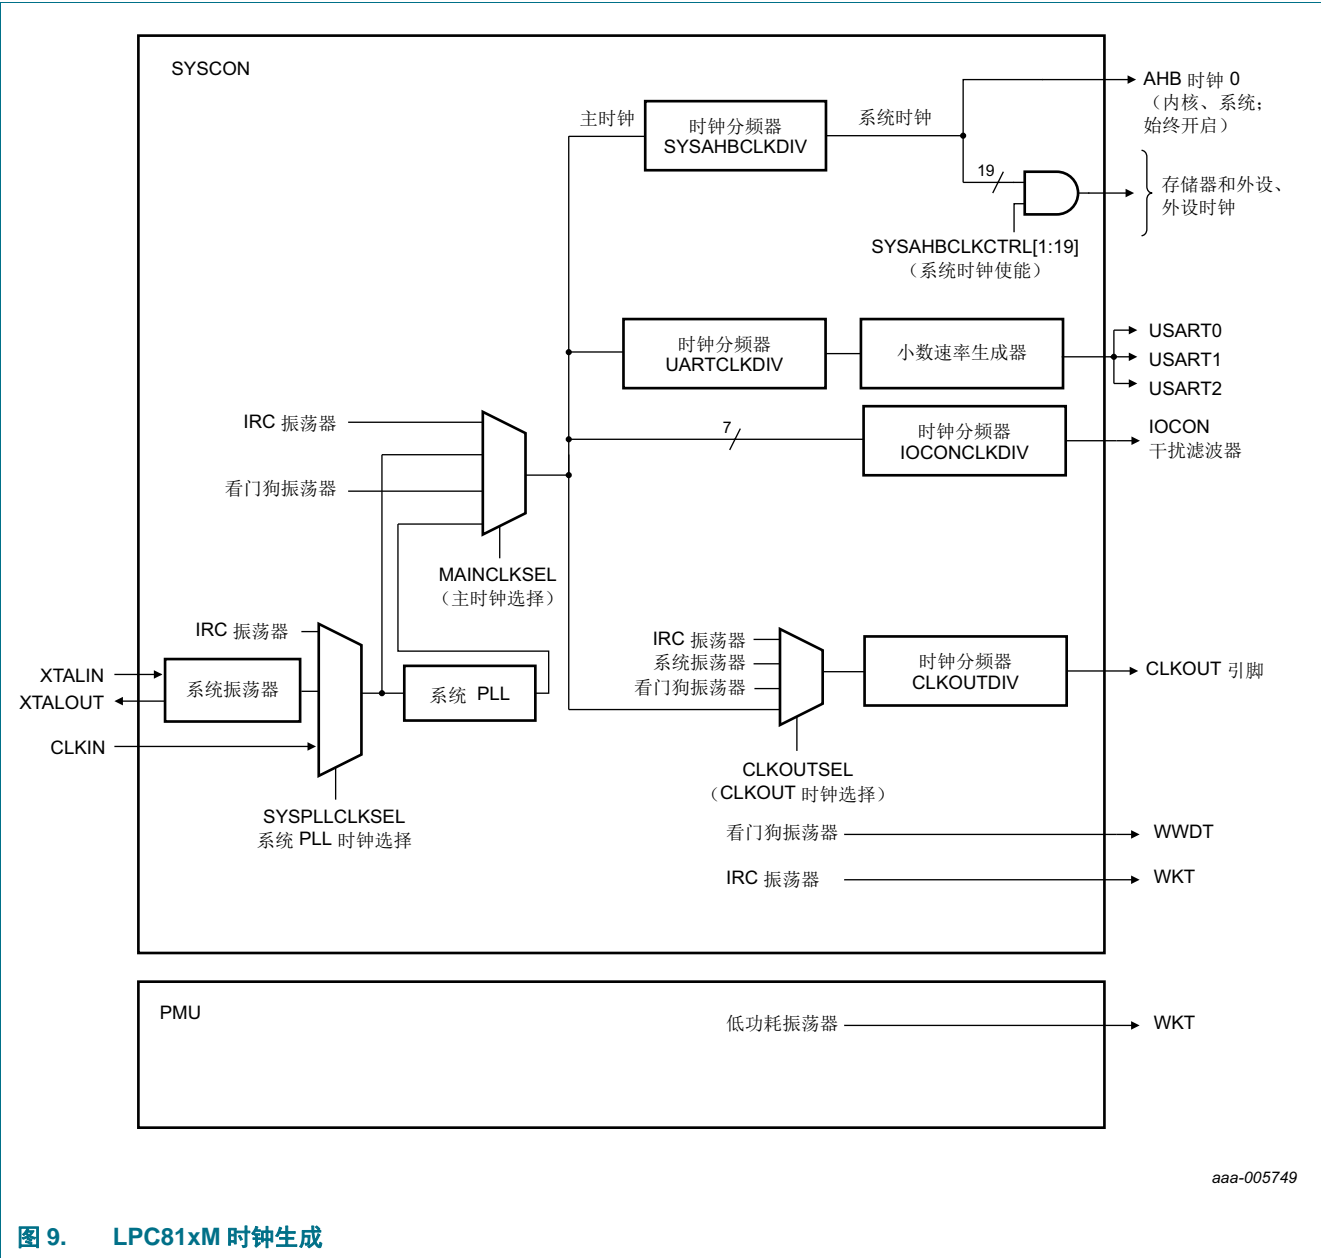 SYSCON
AHB 时钟 0
（内核、系统；
始终开启）
主时钟
时钟分频器
SYSAHBCLKDIV
系统时钟
19
存储器和外设、
外设时钟
SYSAHBCLKCTRL[1:19]
（系统时钟使能）
时钟分频器
UARTCLKDIV
小数速率生成器
USART0
USART1
USART2
IRC 振荡器
7
时钟分频器
IOCONCLKDIV
IOCON
干扰滤波器
看门狗振荡器
MAINCLKSEL
（主时钟选择）
IRC 振荡器
XTALIN
XTALOUT
系统振荡器
系统 PLL
CLKIN
SYSPLLCLKSEL
系统 PLL 时钟选择
IRC 振荡器
系统振荡器
看门狗振荡器
时钟分频器
CLKOUTDIV
CLKOUT 引脚
CLKOUTSEL
（CLKOUT 时钟选择）
看门狗振荡器
WWDT
IRC 振荡器
WKT
PMU
低功耗振荡器
WKT
aaa-005749
图 9. LPC81xM 时钟生成